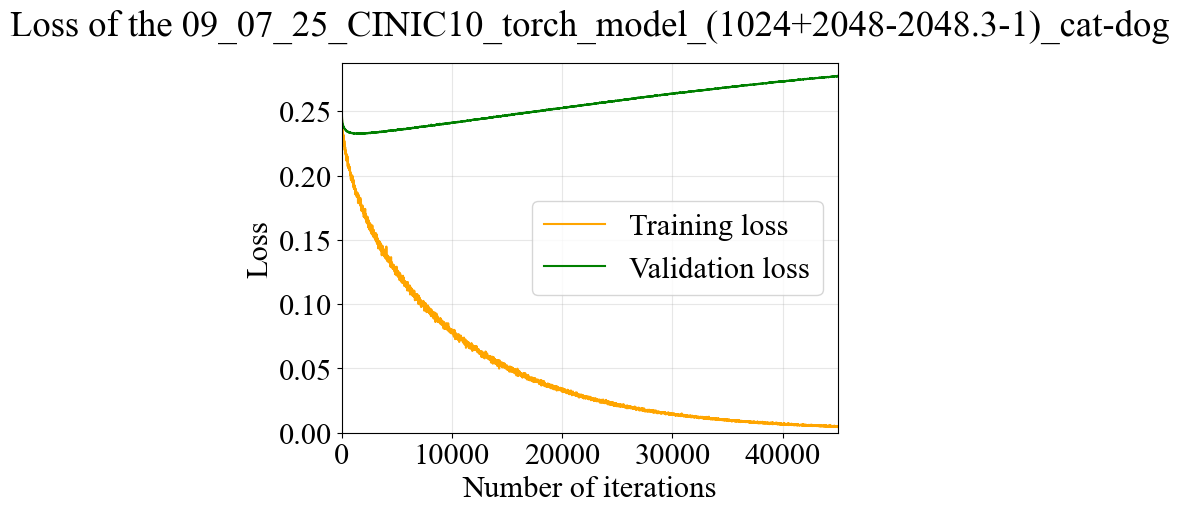 Loss of the 09_07_25_CINIC10_torch_model_(1024+2048-2048.3-1)_cat-dog
0.25
0.20
0.15
0.10
0.05
0.00
Loss
Training loss
Validation loss
0 10000 20000 30000 40000
Number of iterations